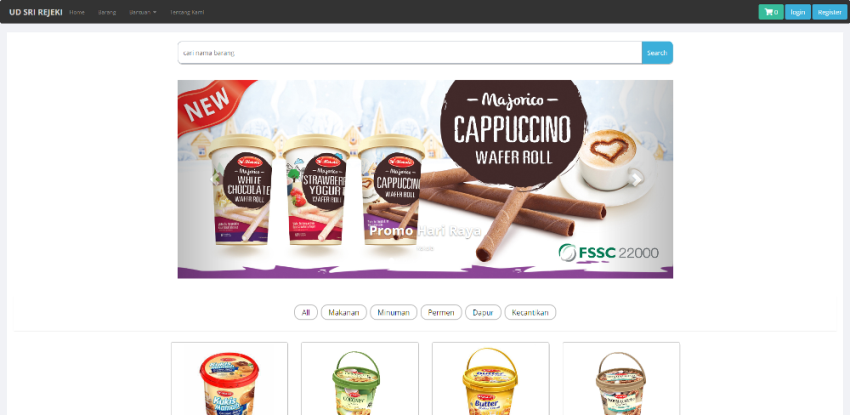 UD SRI REJEKI Home Barang Bantuan Tentang Kami 0 login Register
cari nama barang. Search
NEW
Majorico
CAPPUCCINO
WAFER ROLL
Majorico
WHITE
CHOCOLATE
WAFER ROLL
Majorico
STRAWBERRY
YOGURT
WAFER ROLL
Majorico
CAPPUCCINO
WAFER ROLL
Promo Hari Raya
FSSC 22000
All Makanan Minuman Permen Dapur Kecantikan
Butter